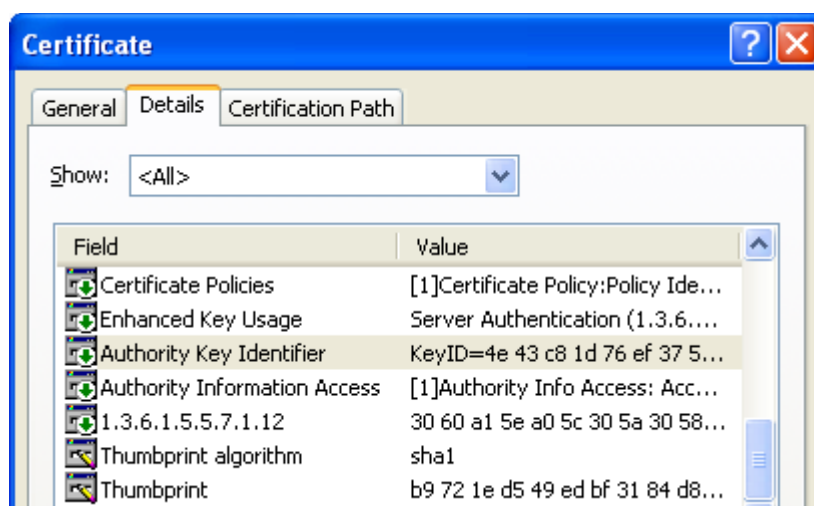 Certificate
General Details Certification Path
Show: <All>
Field Value
Certificate Policies [1]Certificate Policy:Policy Ide...
Enhanced Key Usage Server Authentication (1.3.6....
Authority Key Identifier KeyID=4e 43 c8 1d 76 ef 37 5...
Authority Information Access [1]Authority Info Access: Acc...
1.3.6.1.5.5.7.1.12 30 60 a1 5e a0 5c 30 5a 30 58...
Thumbprint algorithm sha1
Thumbprint b9 72 1e d5 49 ed bf 31 84 d8...